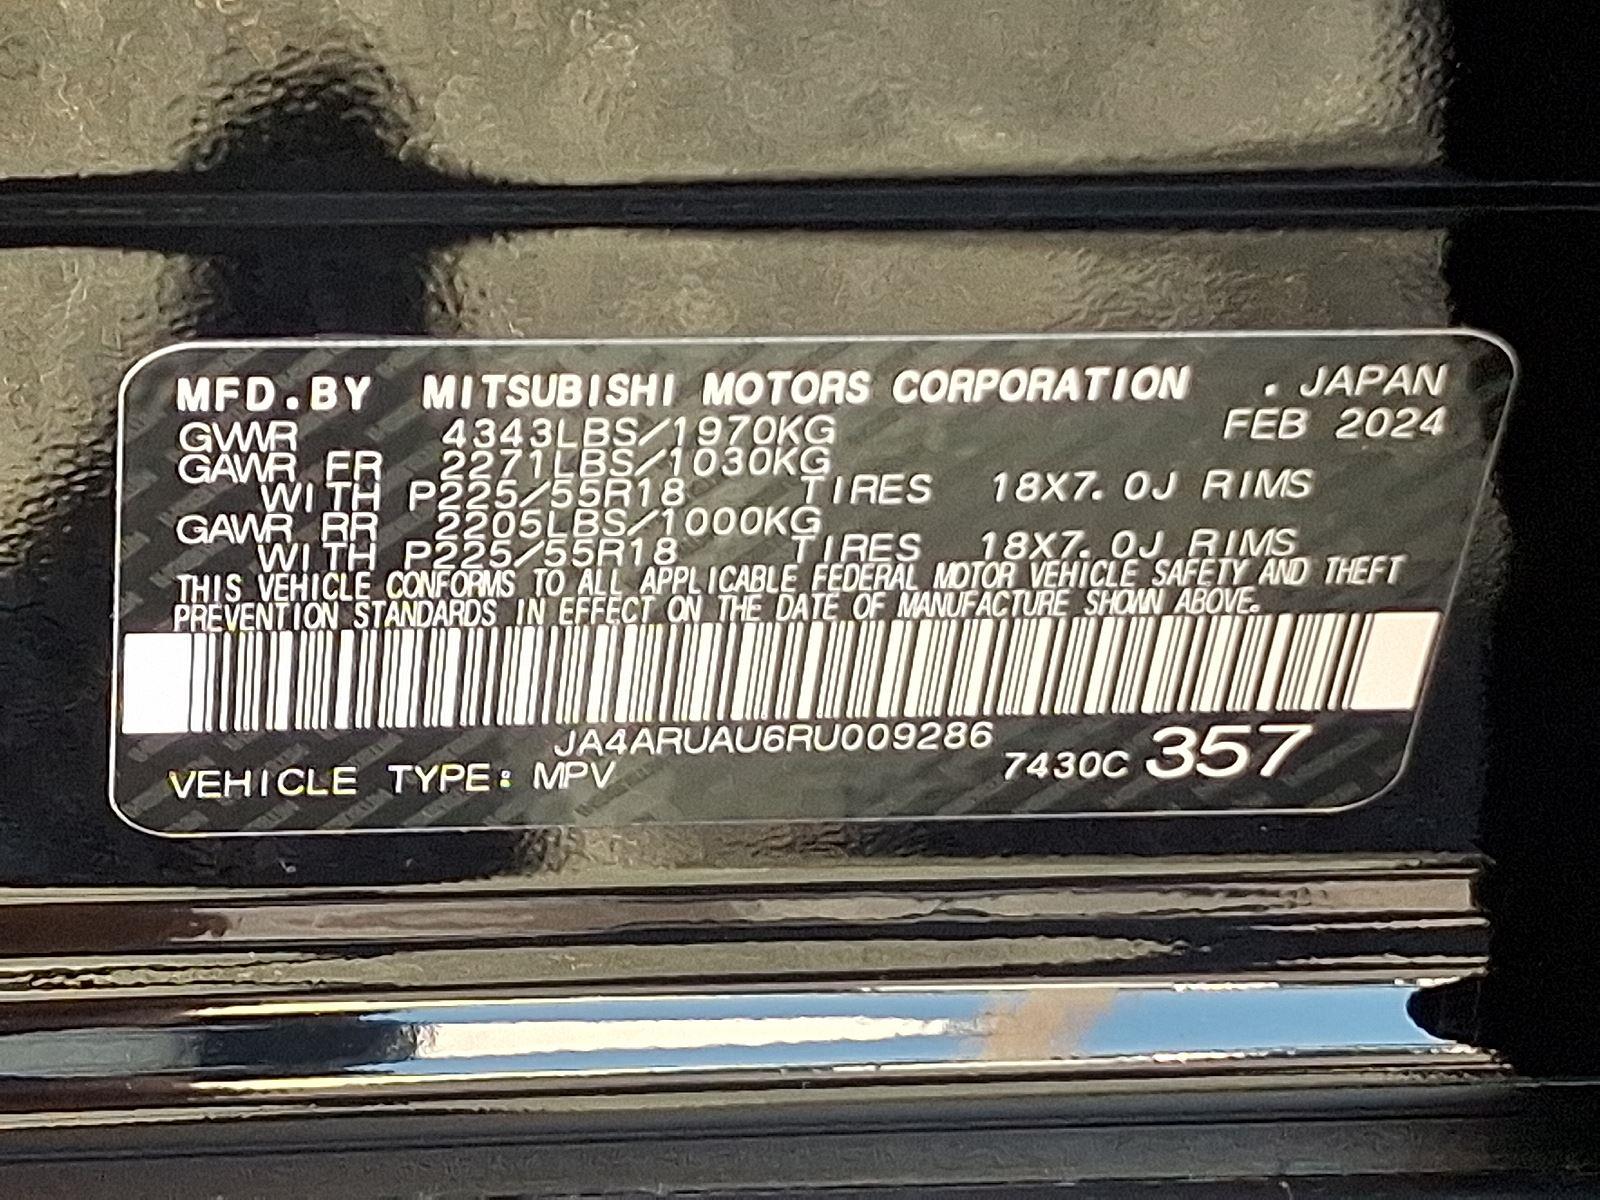 MFD.BY MITSUBISHI MOTORS CORPORATION . JAPAN
FEB 2024
GVWR 4343LBS/1970KG
GAWR FR 2271LBS/1030KG
WITH P225/55R18 TIRES 18X7.0J RIMS
GAWR RR 2205LBS/1000KG
WITH P225/55R18 TIRES 18X7.0J RIMS
THIS VEHICLE CONFORMS TO ALL APPLICABLE FEDERAL MOTOR VEHICLE SAFETY AND THEFT
PREVENTION STANDARDS IN EFFECT ON THE DATE OF MANUFACTURE SHOWN ABOVE.
JA4ARUAU6RU009286
VEHICLE TYPE: MPV 7430C 357